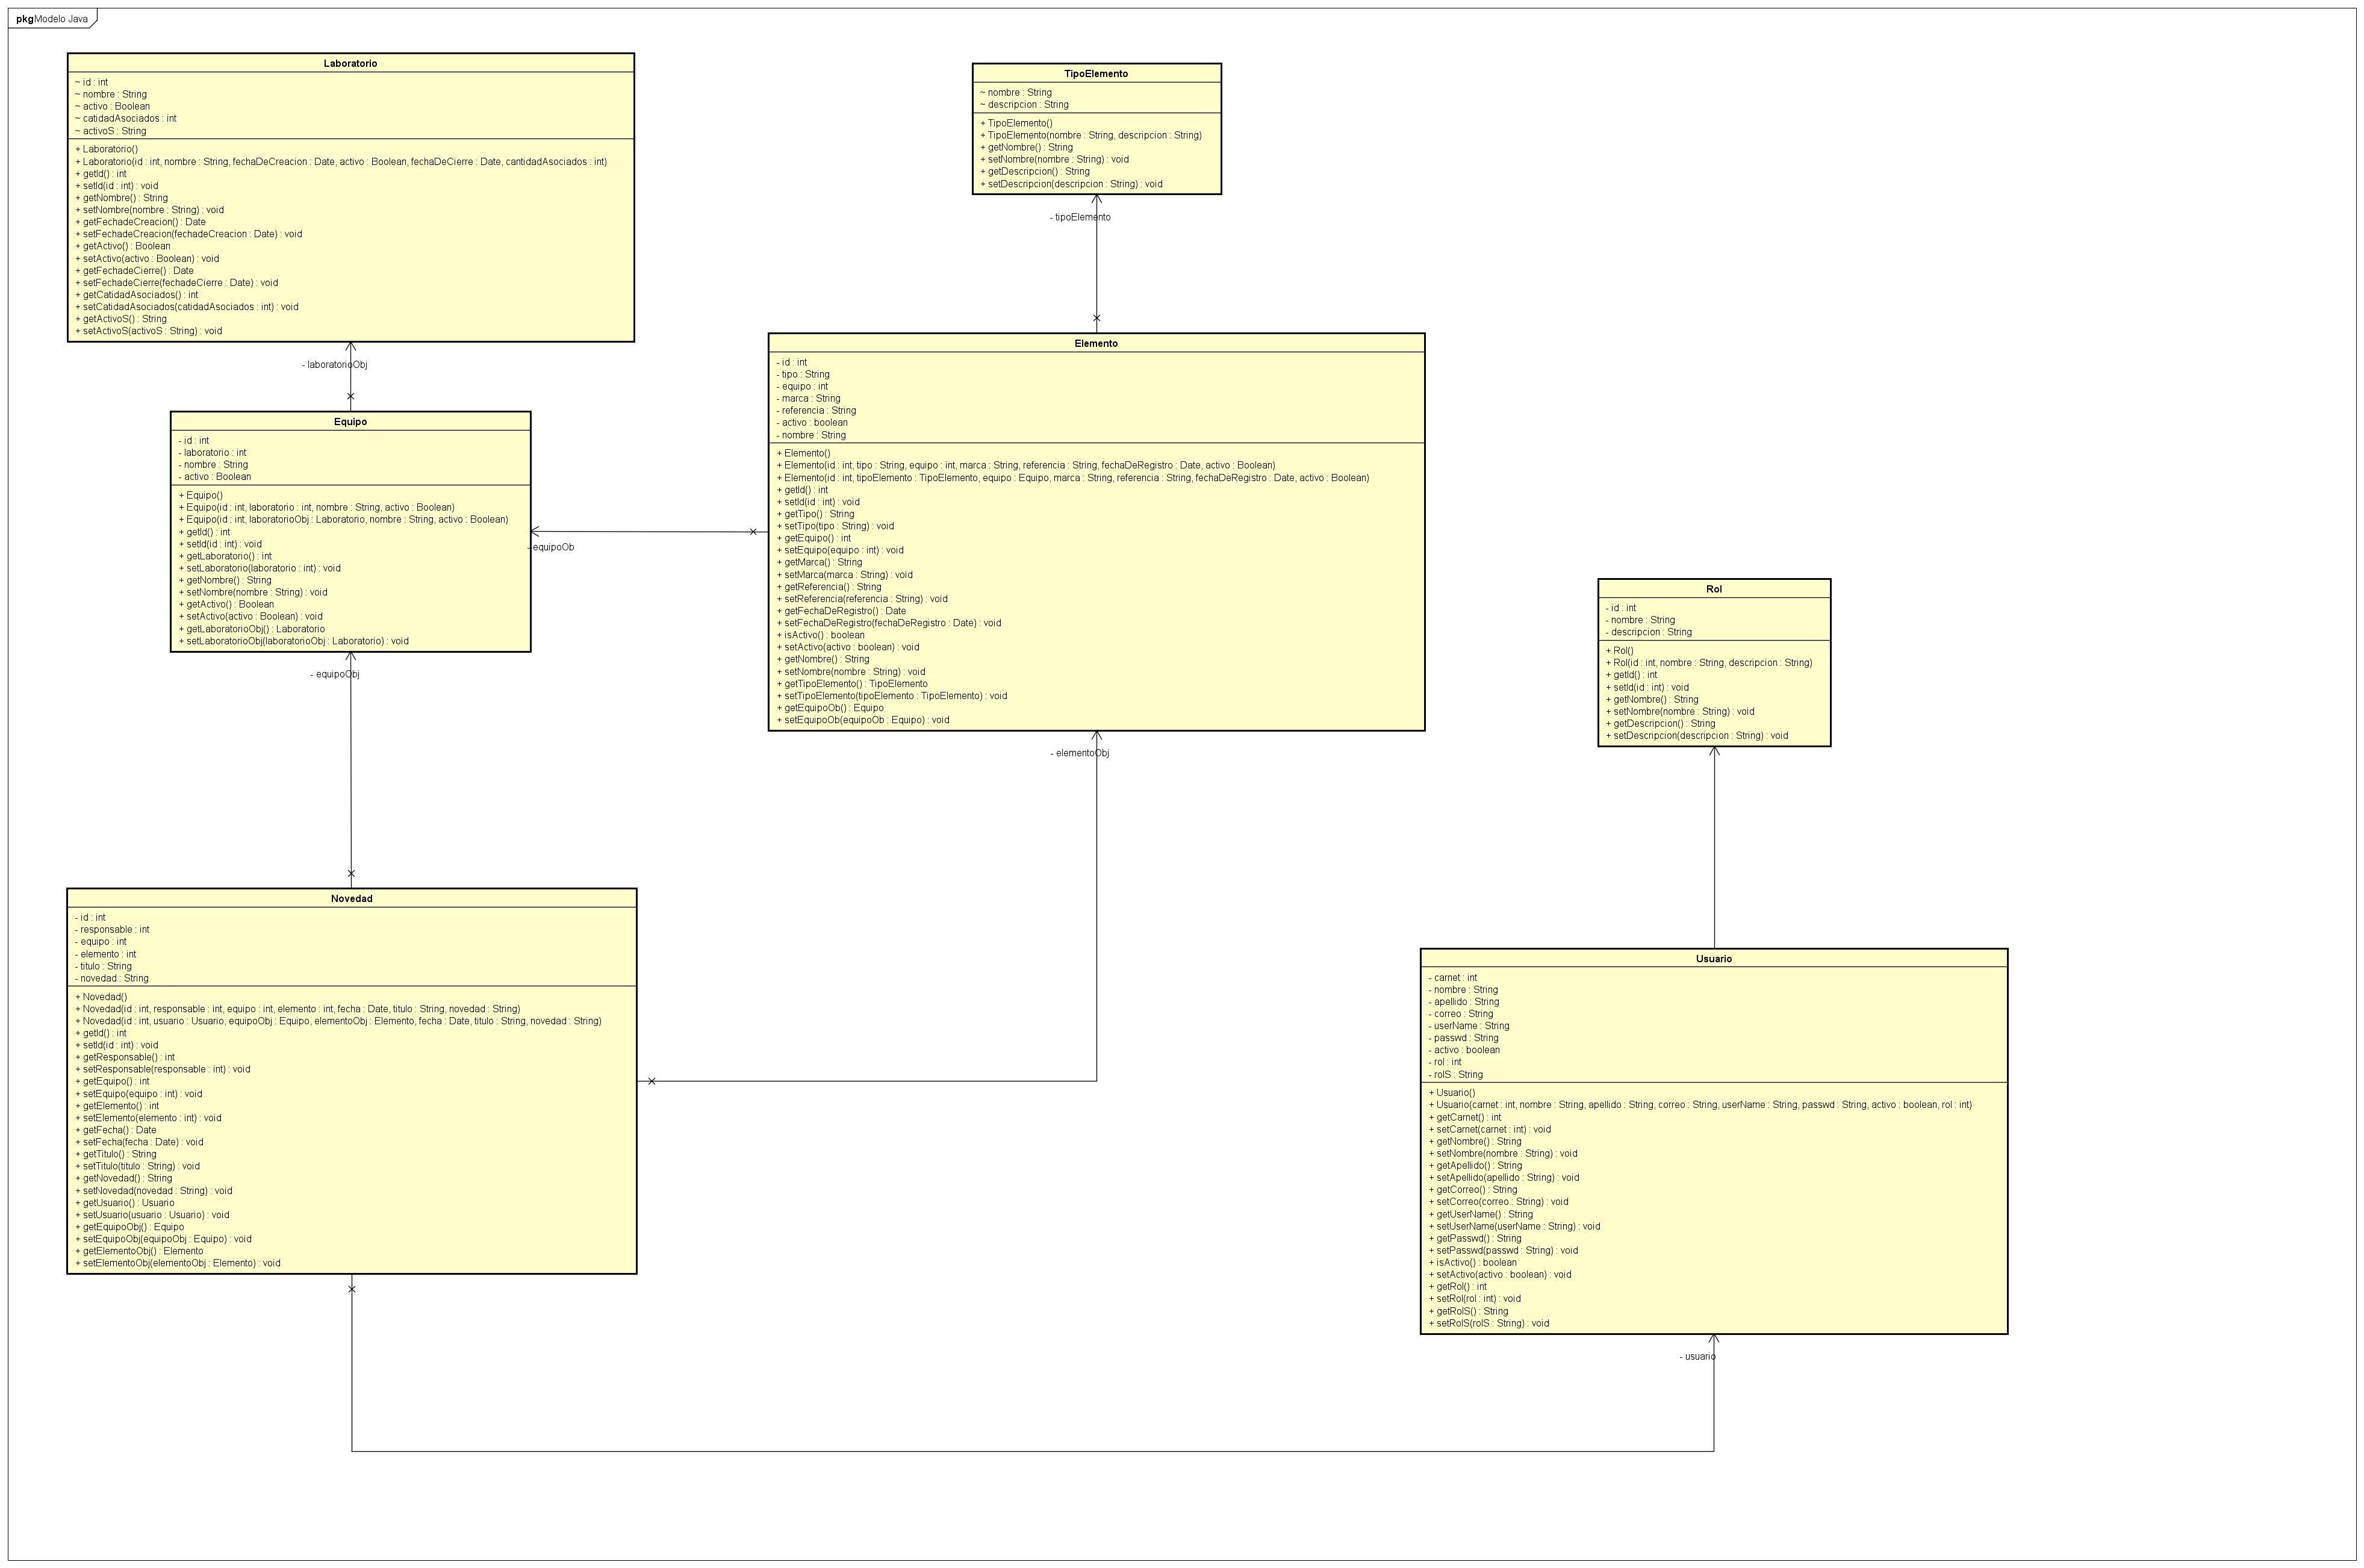 pkg Modelo Java
Laboratorio
~ id : int
~ nombre : String
~ activo : Boolean
~ catidadAsociados : int
~ activoS : String
+ Laboratorio()
+ Laboratorio(id : int, nombre : String, fechaDeCreacion : Date, activo : Boolean, fechaDeCierre : Date, cantidadAsociados : int)
+ getId() : int
+ setId(id : int) : void
+ getNombre() : String
+ setNombre(nombre : String) : void
+ getFechadeCreacion() : Date
+ setFechadeCreacion(fechadeCreacion : Date) : void
+ getActivo() : Boolean
+ setActivo(activo : Boolean) : void
+ getFechadeCierre() : Date
+ setFechadeCierre(fechadeCierre : Date) : void
+ getCatidadAsociados() : int
+ setCatidadAsociados(catidadAsociados : int) : void
+ getActivoS() : String
+ setActivoS(activoS : String) : void
- laboratorioObj
TipoElemento
~ nombre : String
~ descripcion : String
+ TipoElemento()
+ TipoElemento(nombre : String, descripcion : String)
+ getNombre() : String
+ setNombre(nombre : String) : void
+ getDescripcion() : String
+ setDescripcion(descripcion : String) : void
- tipoElemento
Equipo
- id : int
- laboratorio : int
- nombre : String
- activo : Boolean
+ Equipo()
+ Equipo(id : int, laboratorio : int, nombre : String, activo : Boolean)
+ Equipo(id : int, laboratorioObj : Laboratorio, nombre : String, activo : Boolean)
+ getId() : int
+ setId(id : int) : void
+ getLaboratorio() : int
+ setLaboratorio(laboratorio : int) : void
+ getNombre() : String
+ setNombre(nombre : String) : void
+ getActivo() : Boolean
+ setActivo(activo : Boolean) : void
+ getLaboratorioObj() : Laboratorio
+ setLaboratorioObj(laboratorioObj : Laboratorio) : void
- equipoOb
- equipoObj
Elemento
- id : int
- tipo : String
- equipo : int
- marca : String
- referencia : String
- activo : boolean
- nombre : String
+ Elemento()
+ Elemento(id : int, tipo : String, equipo : int, marca : String, referencia : String, fechaDeRegistro : Date, activo : Boolean)
+ Elemento(id : int, tipoElemento : TipoElemento, equipo : Equipo, marca : String, referencia : String, fechaDeRegistro : Date, activo : Boolean)
+ getId() : int
+ setId(id : int) : void
+ getTipo() : String
+ setTipo(tipo : String) : void
+ getEquipo() : int
+ setEquipo(equipo : int) : void
+ getMarca() : String
+ setMarca(marca : String) : void
+ getReferencia() : String
+ setReferencia(referencia : String) : void
+ getFechaDeRegistro() : Date
+ setFechaDeRegistro(fechaDeRegistro : Date) : void
+ isActivo() : boolean
+ setActivo(activo : boolean) : void
+ getNombre() : String
+ setNombre(nombre : String) : void
+ getTipoElemento() : TipoElemento
+ setTipoElemento(tipoElemento : TipoElemento) : void
+ getEquipoOb() : Equipo
+ setEquipoOb(equipoOb : Equipo) : void
- elementoObj
Rol
- id : int
- nombre : String
- descripcion : String
+ Rol()
+ Rol(id : int, nombre : String, descripcion : String)
+ getId() : int
+ setId(id : int) : void
+ getNombre() : String
+ setNombre(nombre : String) : void
+ getDescripcion() : String
+ setDescripcion(descripcion : String) : void
Novedad
- id : int
- responsable : int
- equipo : int
- elemento : int
- titulo : String
- novedad : String
+ Novedad()
+ Novedad(id : int, responsable : int, equipo : int, elemento : int, fecha : Date, titulo : String, novedad : String)
+ Novedad(id : int, usuario : Usuario, equipoObj : Equipo, elementoObj : Elemento, fecha : Date, titulo : String, novedad : String)
+ getId() : int
+ setId(id : int) : void
+ getResponsable() : int
+ setResponsable(responsable : int) : void
+ getEquipo() : int
+ setEquipo(equipo : int) : void
+ getElemento() : int
+ setElemento(elemento : int) : void
+ getFecha() : Date
+ setFecha(fecha : Date) : void
+ getTitulo() : String
+ setTitulo(titulo : String) : void
+ getNovedad() : String
+ setNovedad(novedad : String) : void
+ getUsuario() : Usuario
+ setUsuario(usuario : Usuario) : void
+ getEquipoObj() : Equipo
+ setEquipoObj(equipoObj : Equipo) : void
+ getElementoObj() : Elemento
+ setElementoObj(elementoObj : Elemento) : void
Usuario
- carnet : int
- nombre : String
- apellido : String
- correo : String
- userName : String
- passwd : String
- activo : boolean
- rol : int
- rolS : String
+ Usuario()
+ Usuario(carnet : int, nombre : String, apellido : String, correo : String, userName : String, passwd : String, activo : boolean, rol : int)
+ getCarnet() : int
+ setCarnet(carnet : int) : void
+ getNombre() : String
+ setNombre(nombre : String) : void
+ getApellido() : String
+ setApellido(apellido : String) : void
+ getCorreo() : String
+ setCorreo(correo : String) : void
+ getUserName() : String
+ setUserName(userName : String) : void
+ getPasswd() : String
+ setPasswd(passwd : String) : void
+ isActivo() : boolean
+ setActivo(activo : boolean) : void
+ getRol() : int
+ setRol(rol : int) : void
+ getRolS() : String
+ setRolS(rolS : String) : void
- usuario